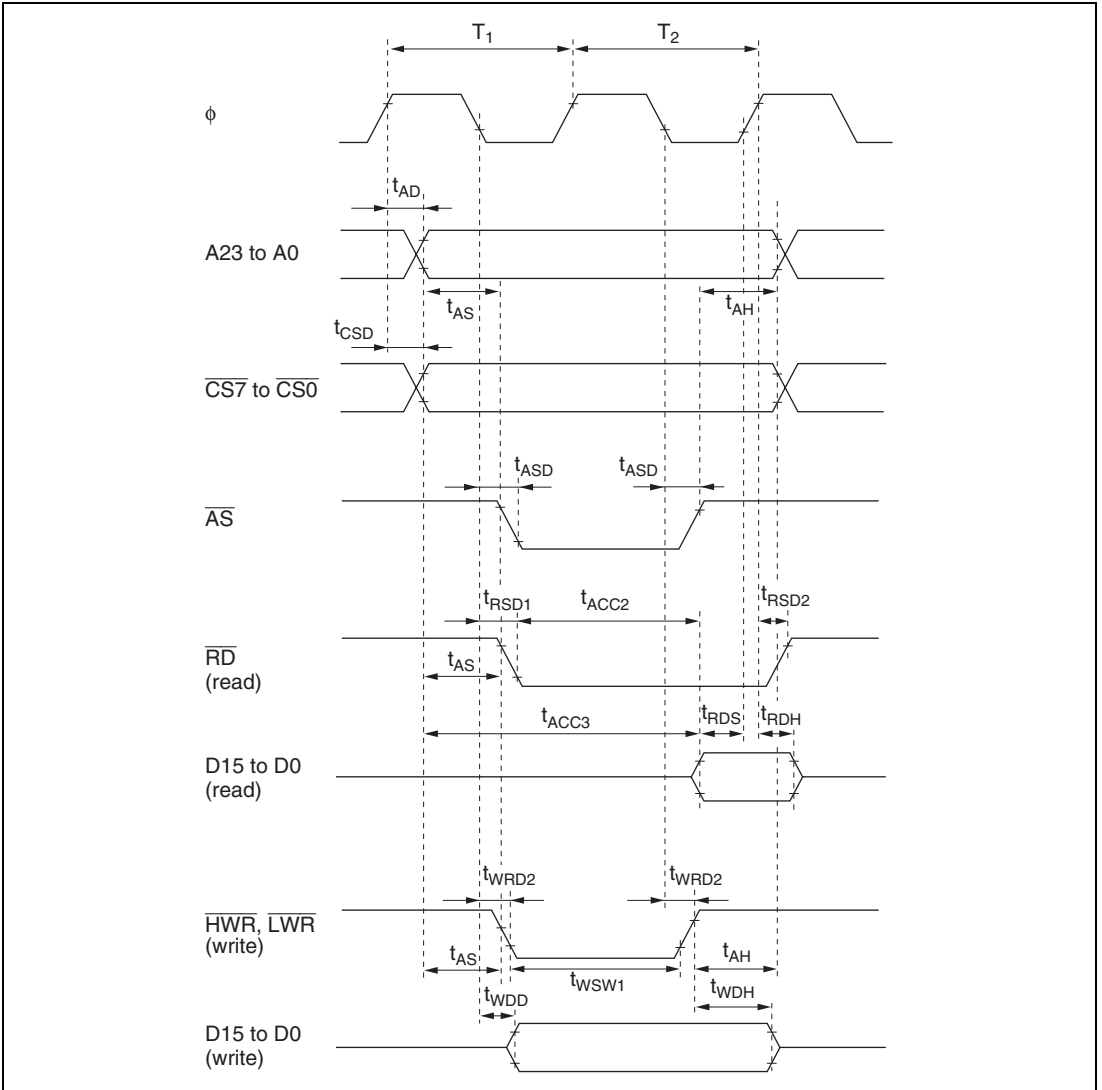 T1 T2
φ
tAD
A23 to A0
tAS tAH
tCSD
CS7 to CS0
tASD tASD
AS
tRSD1 tACC2 tRSD2
RD
(read)
tAS
tACC3 tRDS tRDH
D15 to D0
(read)
tWRD2 tWRD2
HWR, LWR
(write)
tAS tWSW1 tAH
tWDD tWDH
D15 to D0
(write)